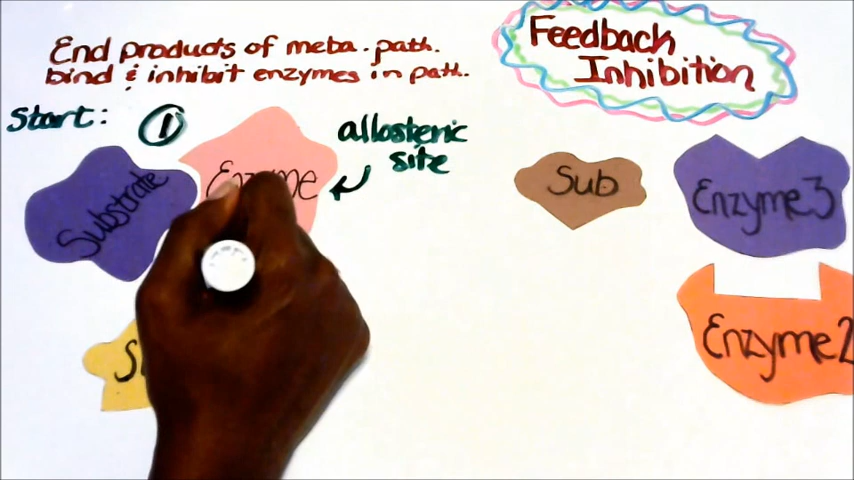 End products of meta. path.
bind & inhibit enzymes in path.
Feedback
Inhibition
Start: 1
allosteric
site
Substrate
Enzyme
Sub
Enzyme3
Enzyme2